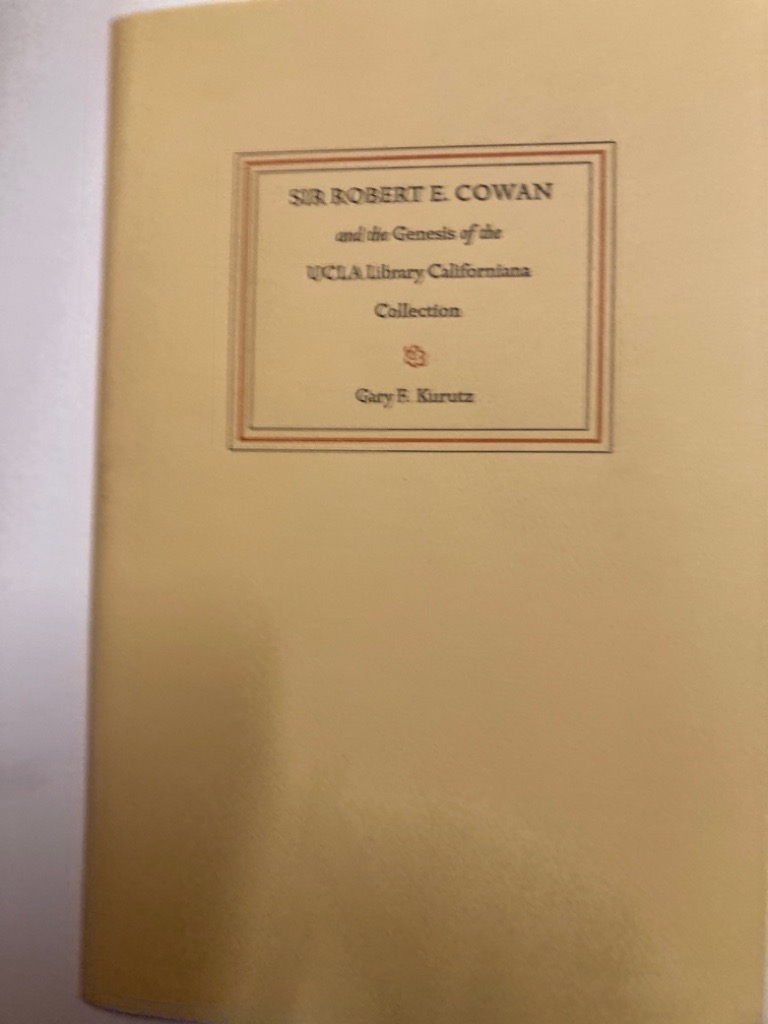 SIR ROBERT E. COWAN
and the Genesis of the
UCLA Library Californiana
Collection
Gary F. Kurutz